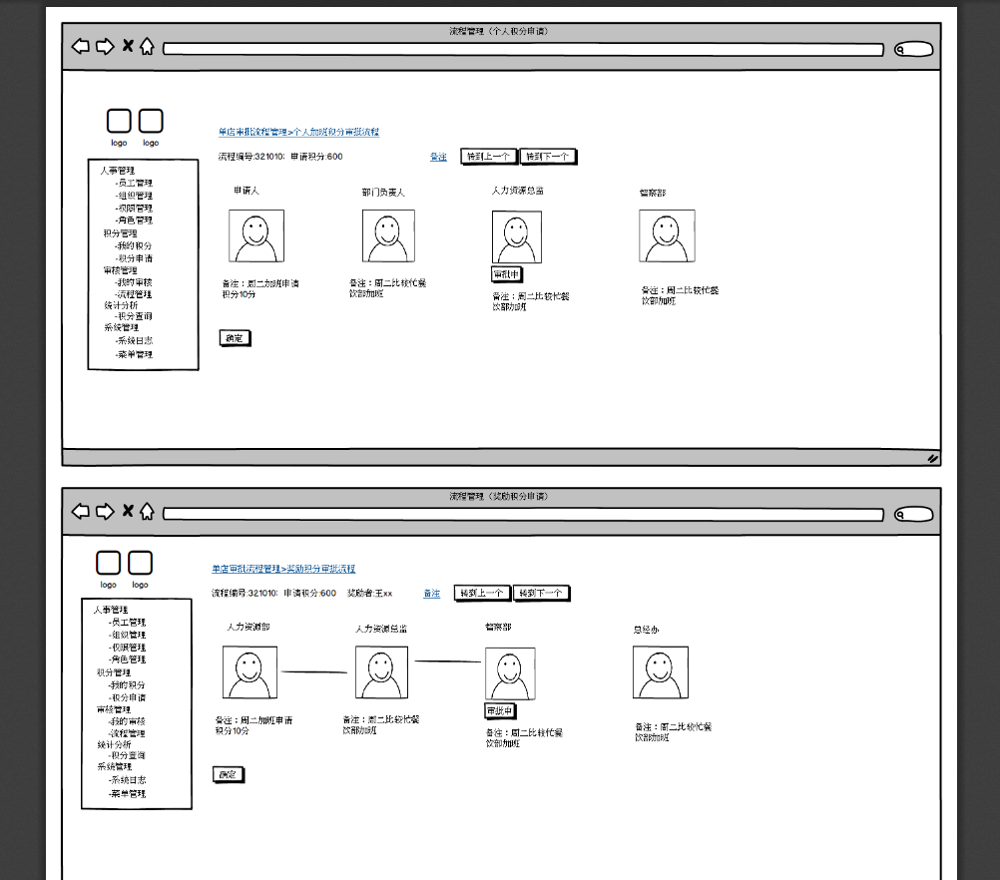 流程管理（个人积分申请）
logo logo
单店审批流程管理>个人加班积分审批流程
流程编号:321010; 申请积分:600 备注 转到上一个 转到下一个
人事管理
-员工管理
-组织管理
-权限管理
-角色管理
积分管理
-我的积分
-积分申请
审核管理
-我的审核
-流程管理
统计分析
-积分查询
系统管理
-系统日志
-菜单管理
申请人 部门负责人 人力资源总监 督察部
审批中
备注：周二加班申请
积分10分
备注：周二比较忙餐
饮部加班
备注：周二比较忙餐
饮部加班
备注：周二比较忙餐
饮部加班
确定
流程管理（奖励积分申请）
logo logo
单店审批流程管理>奖励积分审批流程
流程编号:321010; 申请积分:600 奖励者:王xx 备注 转到上一个 转到下一个
人事管理
-员工管理
-组织管理
-权限管理
-角色管理
积分管理
-我的积分
-积分申请
审核管理
-我的审核
-流程管理
统计分析
-积分查询
系统管理
-系统日志
-菜单管理
人力资源部 人力资源总监 督察部 总经办
审批中
备注：周二加班申请
积分10分
备注：周二比较忙餐
饮部加班
备注：周二比较忙餐
饮部加班
备注：周二比较忙餐
饮部加班
确定